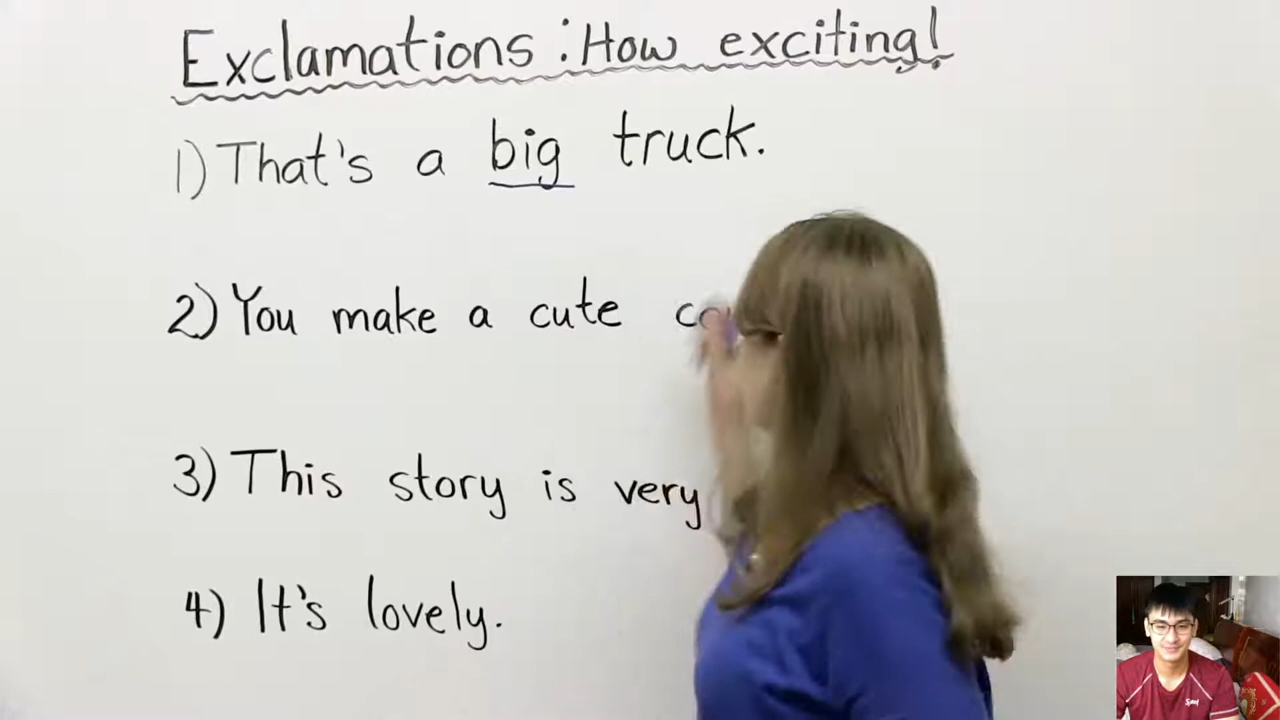 Exclamations: How exciting!
1) That's a big truck.
2) You make a cute
3) This story is very
4) It's lovely.